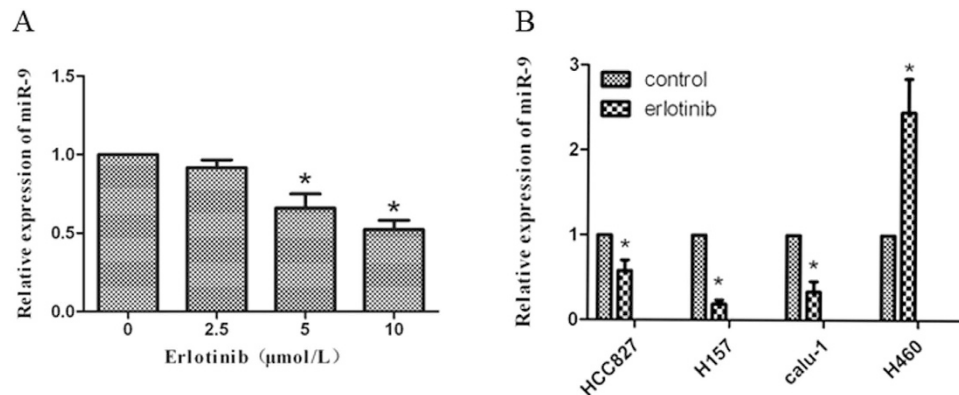 A
Relative expression of miR-9
1.5
1.0
0.5
0.0
*
*
0 2.5 5 10
Erlotinib (μmol/L)
B
Relative expression of miR-9
3
2
1
0
control
erlotinib
*
*
*
*
HCC827 H157 calu-1 H460